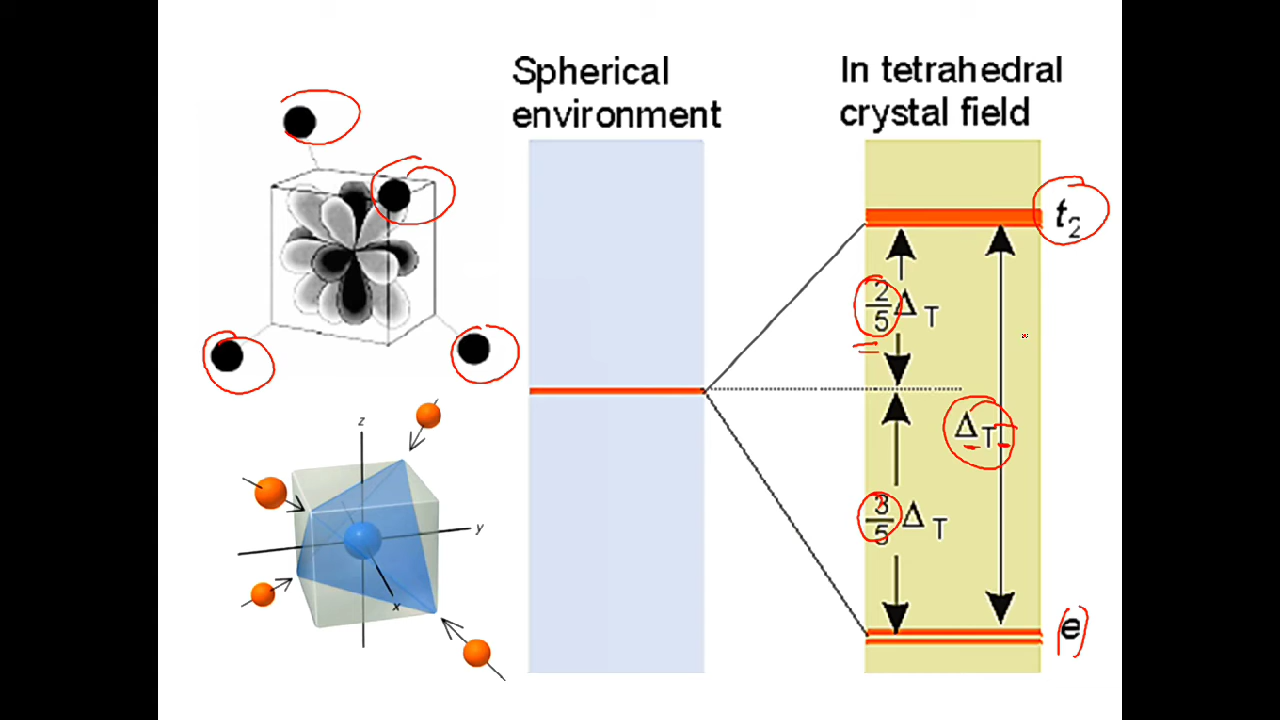 Spherical
environment
In tetrahedral
crystal field
t2
2/5 ΔT
ΔT
3/5 ΔT
e
z
y
x